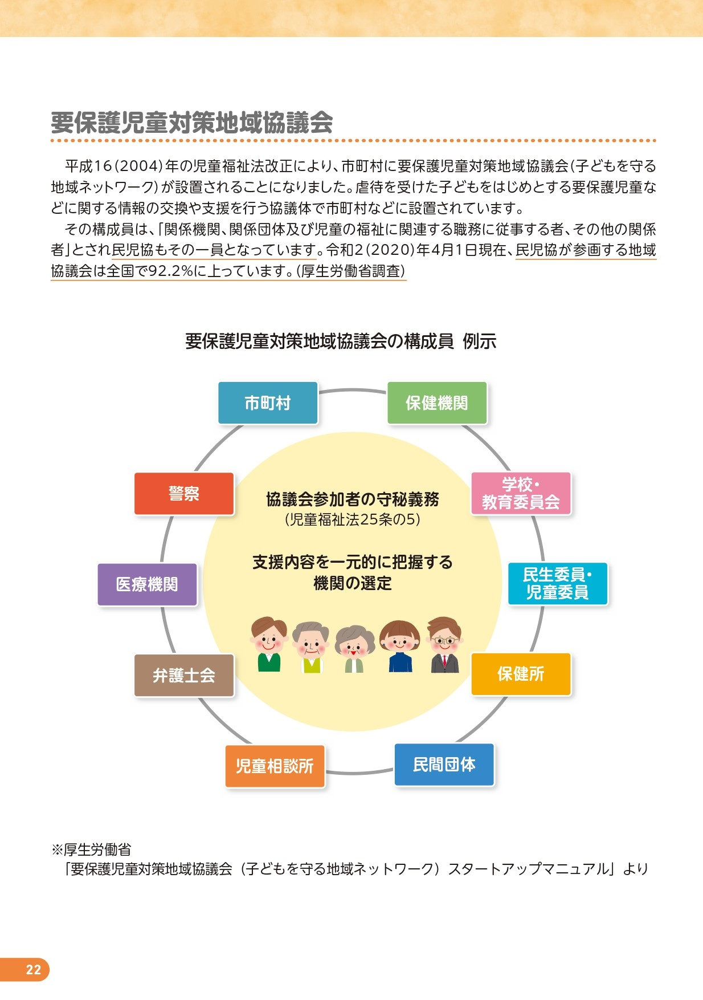 要保護児童対策地域協議会
平成16(2004)年の児童福祉法改正により、市町村に要保護児童対策地域協議会(子どもを守る
地域ネットワーク)が設置されることになりました。虐待を受けた子どもをはじめとする要保護児童な
どに関する情報の交換や支援を行う協議体で市町村などに設置されています。
その構成員は、「関係機関、関係団体及び児童の福祉に関連する職務に従事する者、その他の関係
者」とされ民児協もその一員となっています。令和2(2020)年4月1日現在、民児協が参画する地域
協議会は全国で92.2%に上っています。(厚生労働省調査)
要保護児童対策地域協議会の構成員 例示
市町村
保健機関
警察
学校・
教育委員会
協議会参加者の守秘義務
(児童福祉法25条の5)
支援内容を一元的に把握する
機関の選定
医療機関
民生委員・
児童委員
弁護士会
保健所
児童相談所
民間団体
※厚生労働省
「要保護児童対策地域協議会（子どもを守る地域ネットワーク）スタートアップマニュアル」より
22